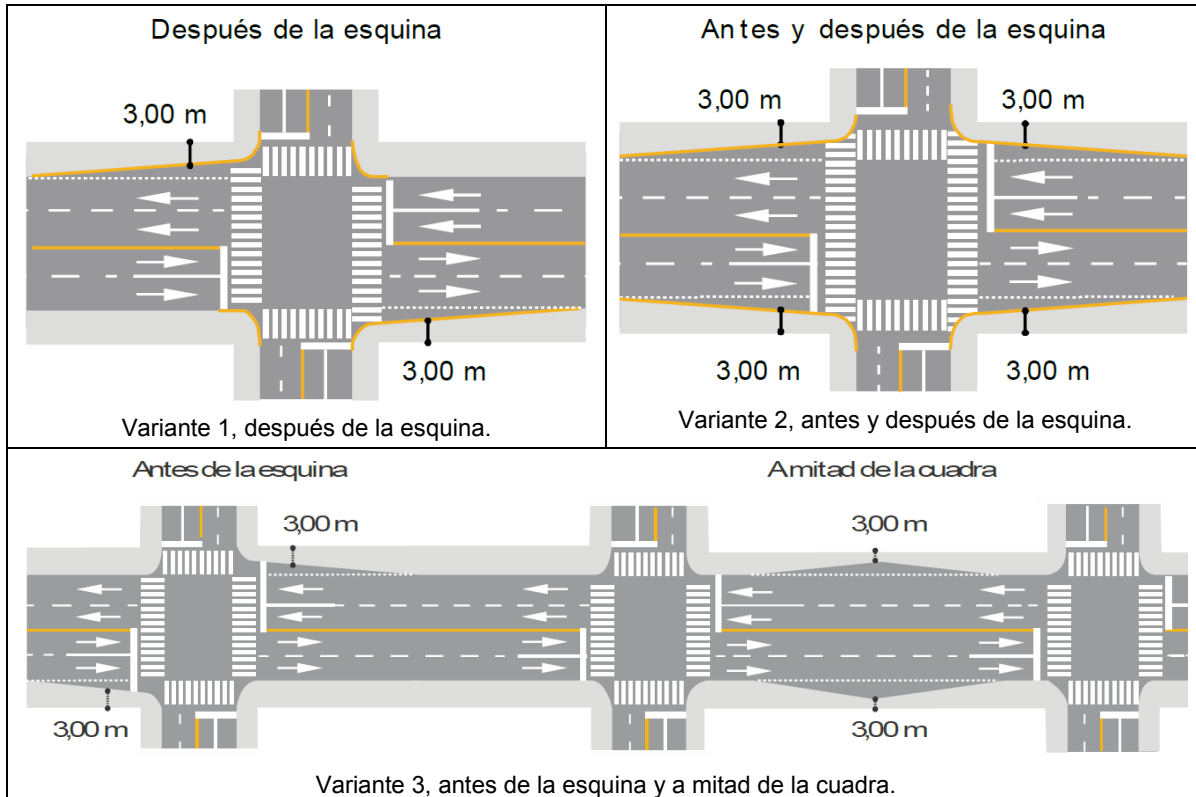 Después de la esquina
3,00 m
3,00 m
Variante 1, después de la esquina.
Antes y después de la esquina
3,00 m
3,00 m
3,00 m
3,00 m
Variante 2, antes y después de la esquina.
Antes de la esquina
A mitad de la cuadra
3,00 m
3,00 m
3,00 m
3,00 m
Variante 3, antes de la esquina y a mitad de la cuadra.